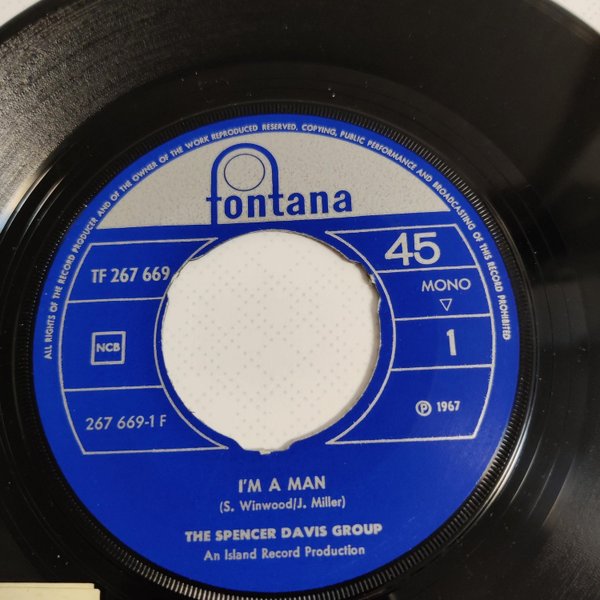 ALL RIGHTS OF THE RECORD PRODUCER AND OF THE OWNER OF THE WORK REPRODUCED RESERVED, COPYING, PUBLIC PERFORMANCE AND BROADCASTING OF THIS RECORD PROHIBITED
fontana
45
TF 267 669
MONO
NCB
1
267 669-1 F
℗ 1967
I'M A MAN
(S. Winwood/J. Miller)
THE SPENCER DAVIS GROUP
An Island Record Production